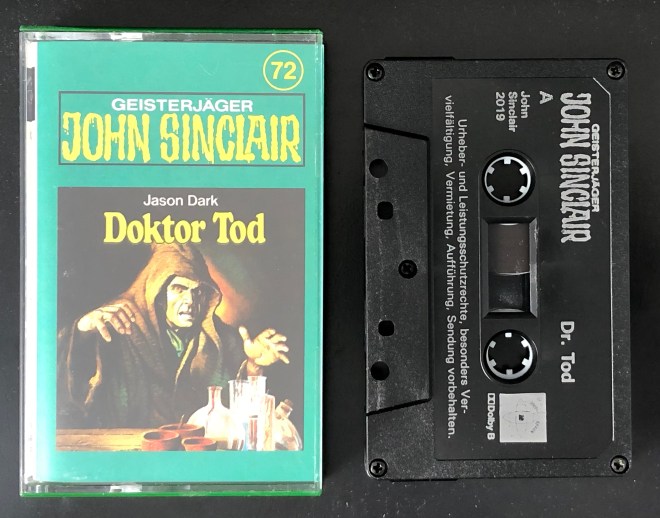 72
GEISTERJÄGER
JOHN SINCLAIR
Jason Dark
Doktor Tod
GEISTERJÄGER
JOHN SINCLAIR
Dr. Tod
A
John
Sinclair
2019
Urheber- und Leistungsschutzrechte, besonders Ver-
vielfältigung, Vermietung, Aufführung, Sendung vorbehalten.
Dolby B